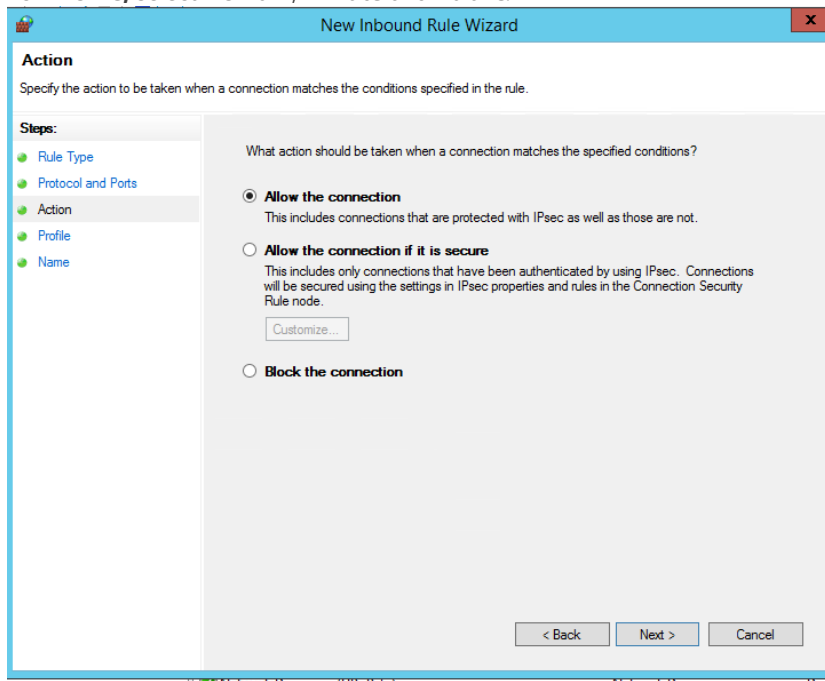 New Inbound Rule Wizard
x
Action
Specify the action to be taken when a connection matches the conditions specified in the rule.
Steps:
Rule Type
Protocol and Ports
Action
Profile
Name
What action should be taken when a connection matches the specified conditions?
Allow the connection
This includes connections that are protected with IPsec as well as those are not.
Allow the connection if it is secure
This includes only connections that have been authenticated by using IPsec. Connections
will be secured using the settings in IPsec properties and rules in the Connection Security
Rule node.
Customize...
Block the connection
< Back
Next >
Cancel